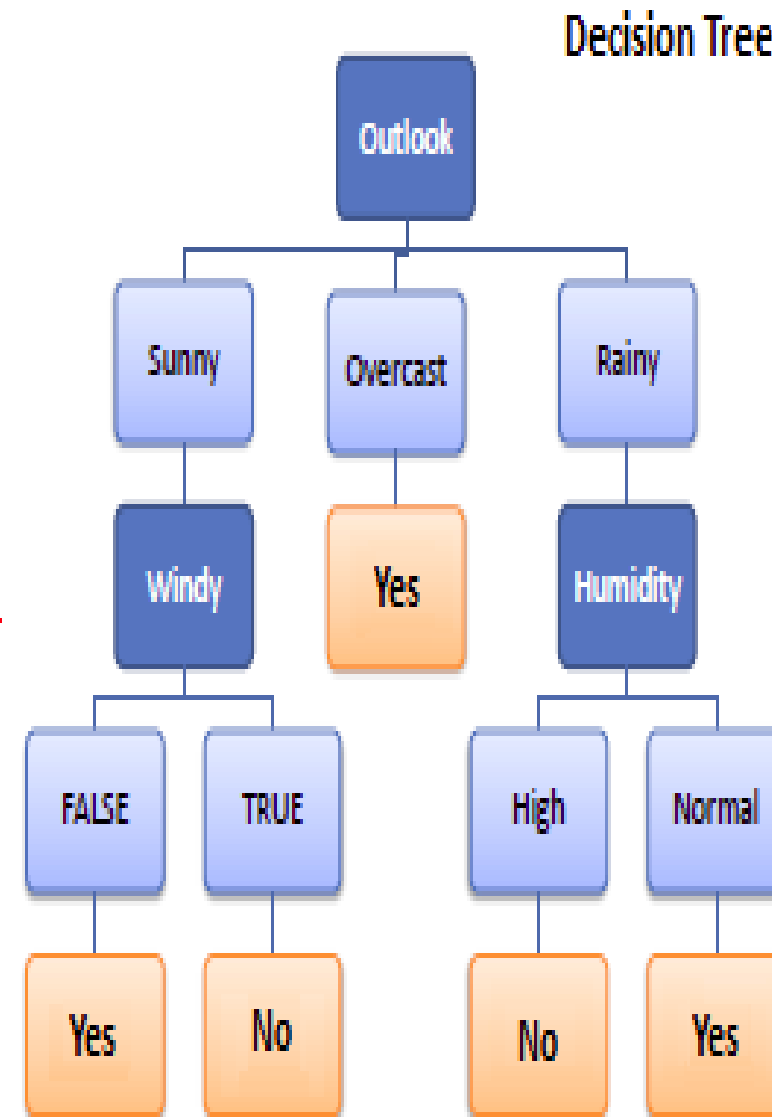 Decision Tree
Outlook
Sunny
Overcast
Rainy
Windy
Yes
Humidity
FALSE
TRUE
High
Normal
Yes
No
No
Yes